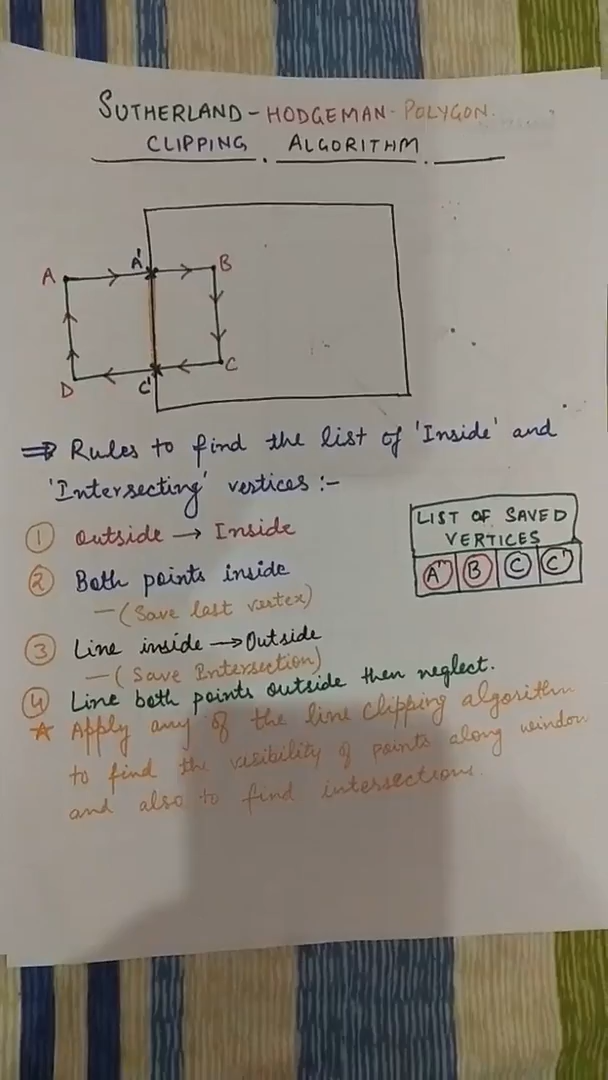 SUTHERLAND-HODGEMAN-POLYGON
CLIPPING ALGORITHM.
A
A'
B
D
C'
C
⇒ Rules to find the list of 'Inside' and
'Intersecting' vertices:-
① Outside → Inside
② Both points inside
-(Save last vertex)
③ Line inside → Outside
-(Save Intersection)
④ Line both points outside then neglect.
☆ Apply any of the line clipping algorithm
to find the visibility of points along window
and also to find intersections.
LIST OF SAVED
VERTICES
A' B C C'